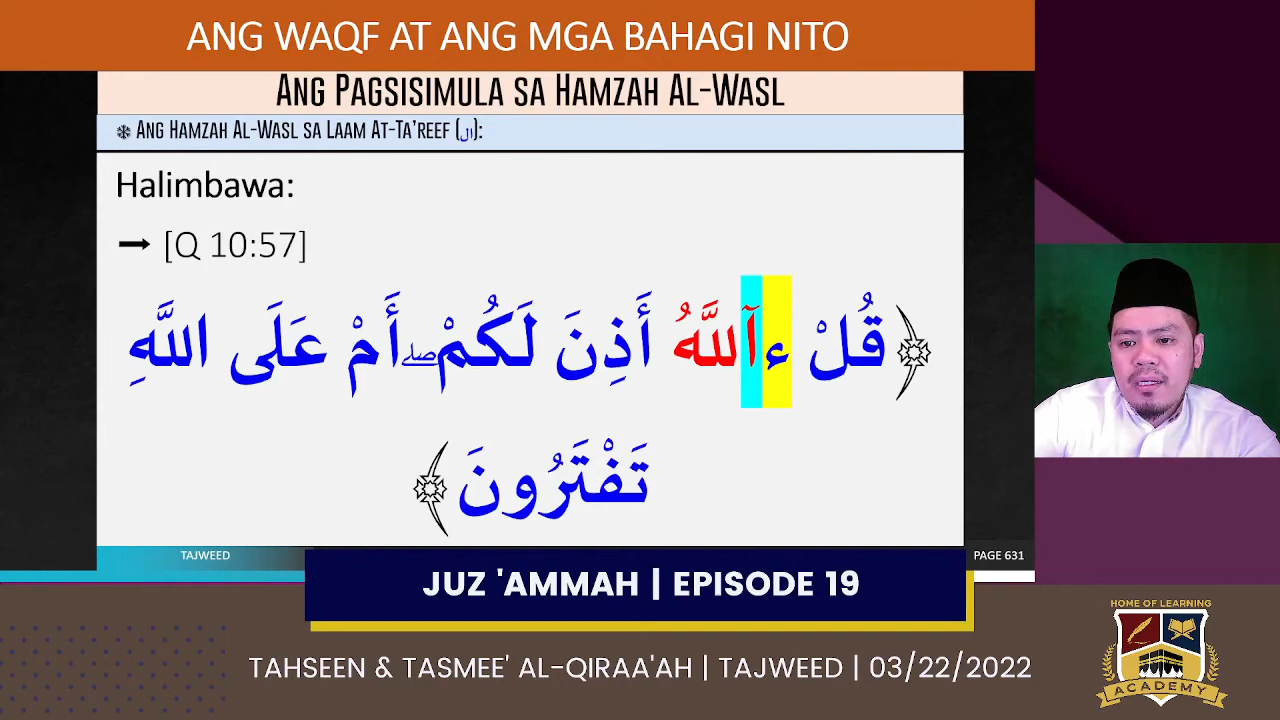 ANG WAQF AT ANG MGA BAHAGI NITO
ANG PAGSISIMULA SA HAMZAH AL-WASL
❄ ANG HAMZAH AL-WASL SA LAAM AT-TA'REEF (ال):
Halimbawa:
➞ [Q 10:57]
﴿قُلْ ءآللَّهُ أَذِنَ لَكُمْۖ أَمْ عَلَى اللَّهِ
تَفْتَرُونَ﴾
TAJWEED
PAGE 631
JUZ 'AMMAH | EPISODE 19
TAHSEEN & TASMEE' AL-QIRAA'AH | TAJWEED | 03/22/2022
HOME OF LEARNING
ACADEMY